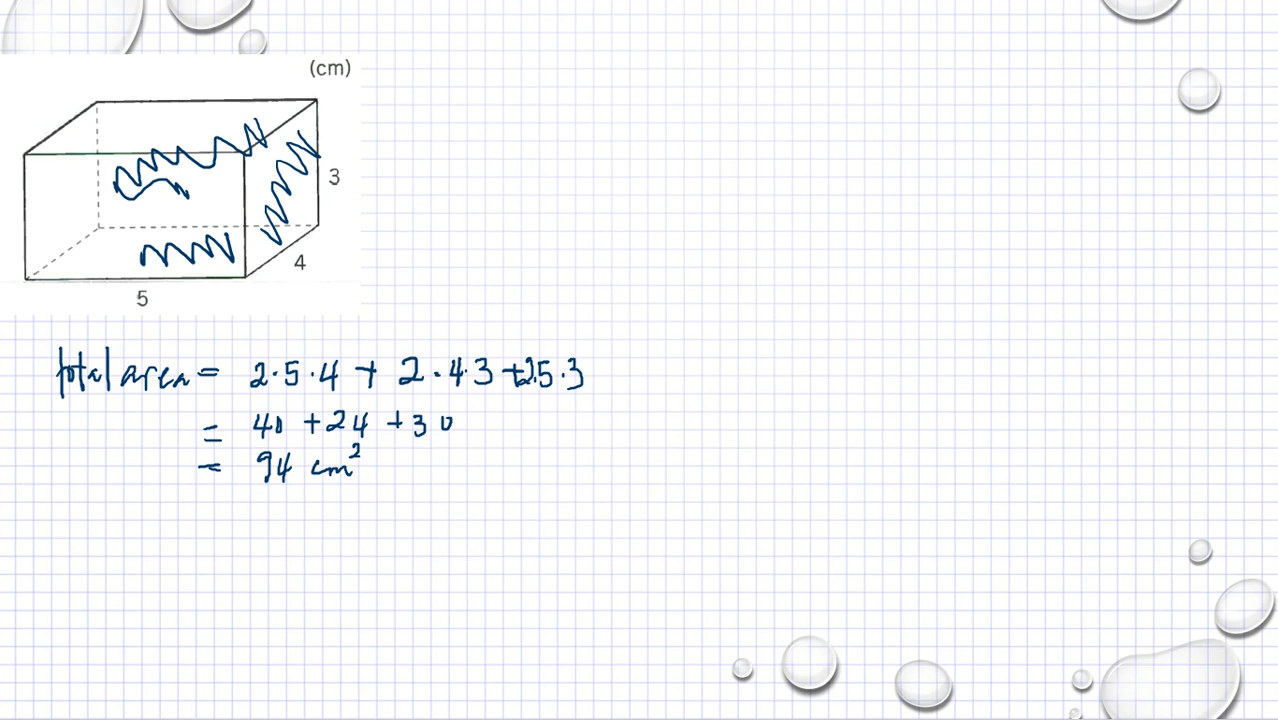 (cm)
3
4
5
total area = 2·5·4 + 2·4·3+2·5·3
= 40 + 24 + 30
= 94 cm²